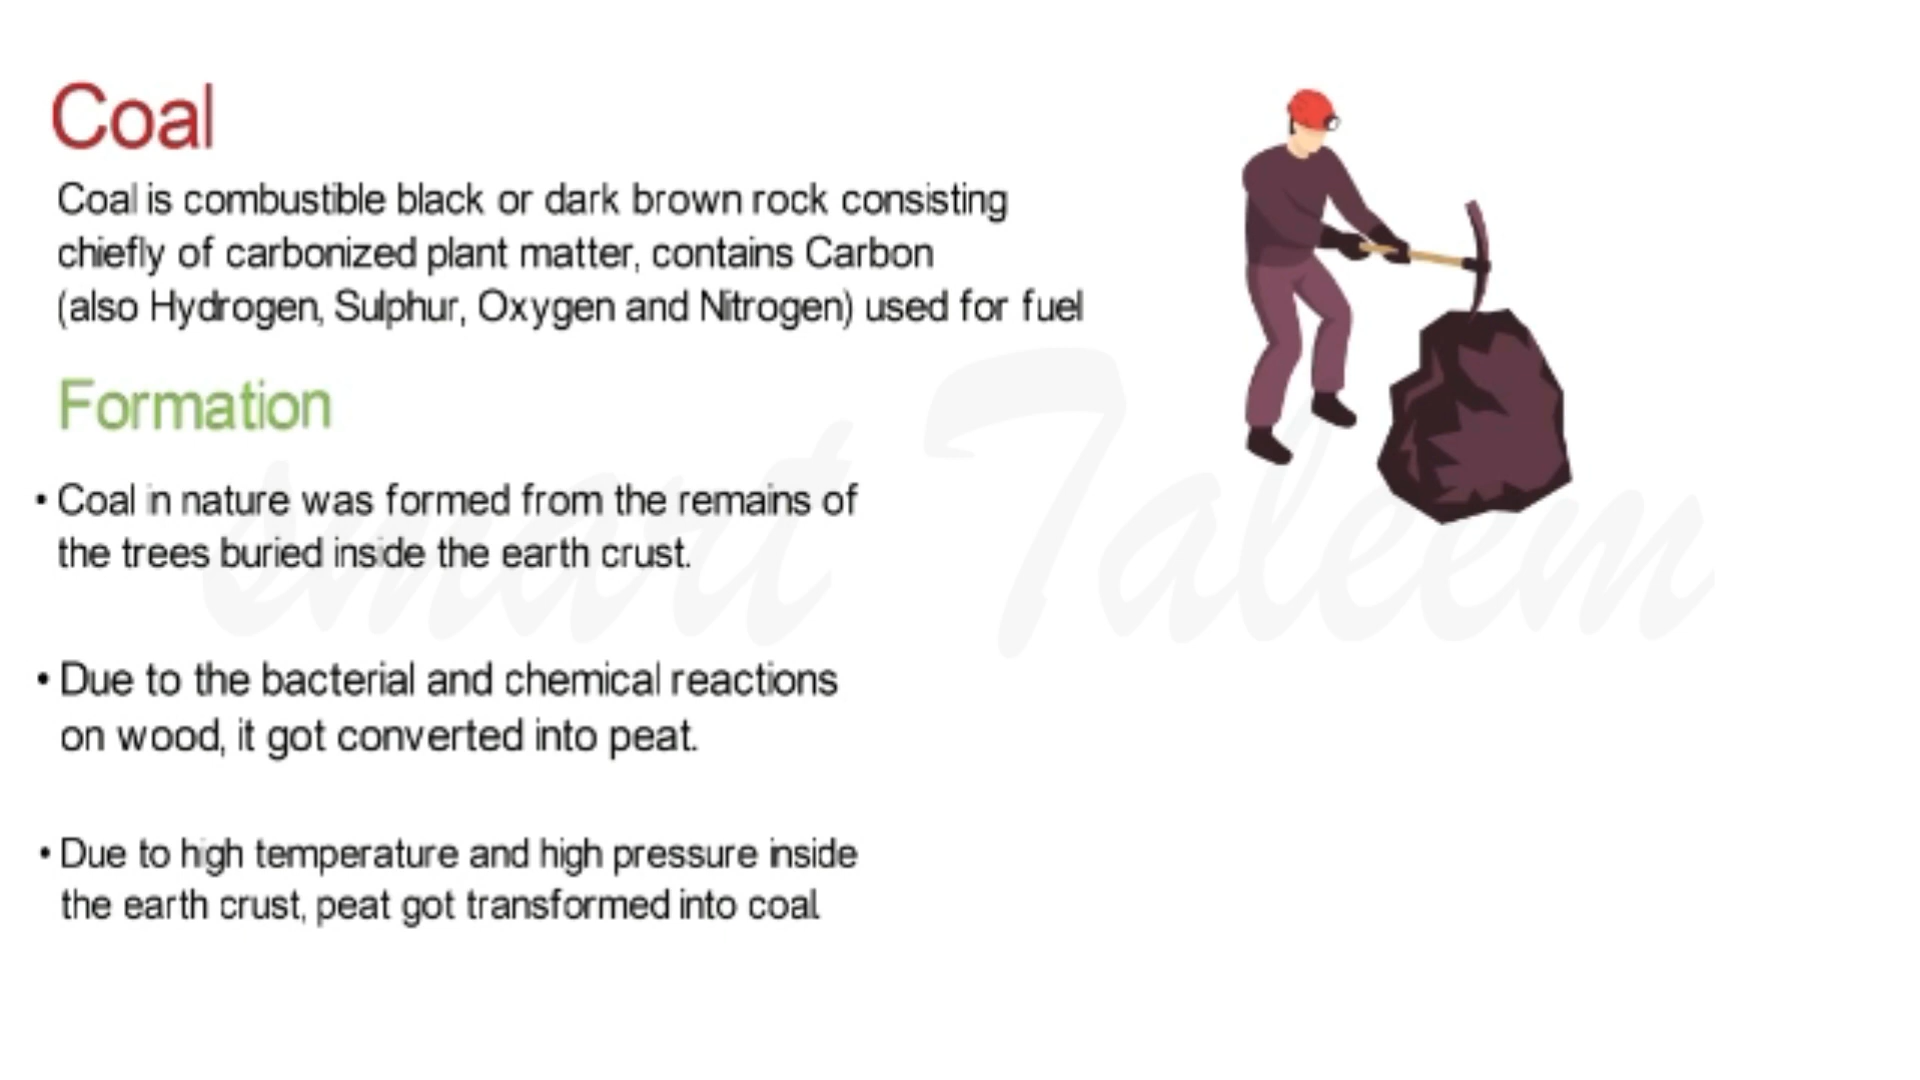 Coal
Coal is combustible black or dark brown rock consisting
chiefly of carbonized plant matter, contains Carbon
(also Hydrogen, Sulphur, Oxygen and Nitrogen) used for fuel
Formation
• Coal in nature was formed from the remains of
the trees buried inside the earth crust.
• Due to the bacterial and chemical reactions
on wood, it got converted into peat.
• Due to high temperature and high pressure inside
the earth crust, peat got transformed into coal.
smart Taleem